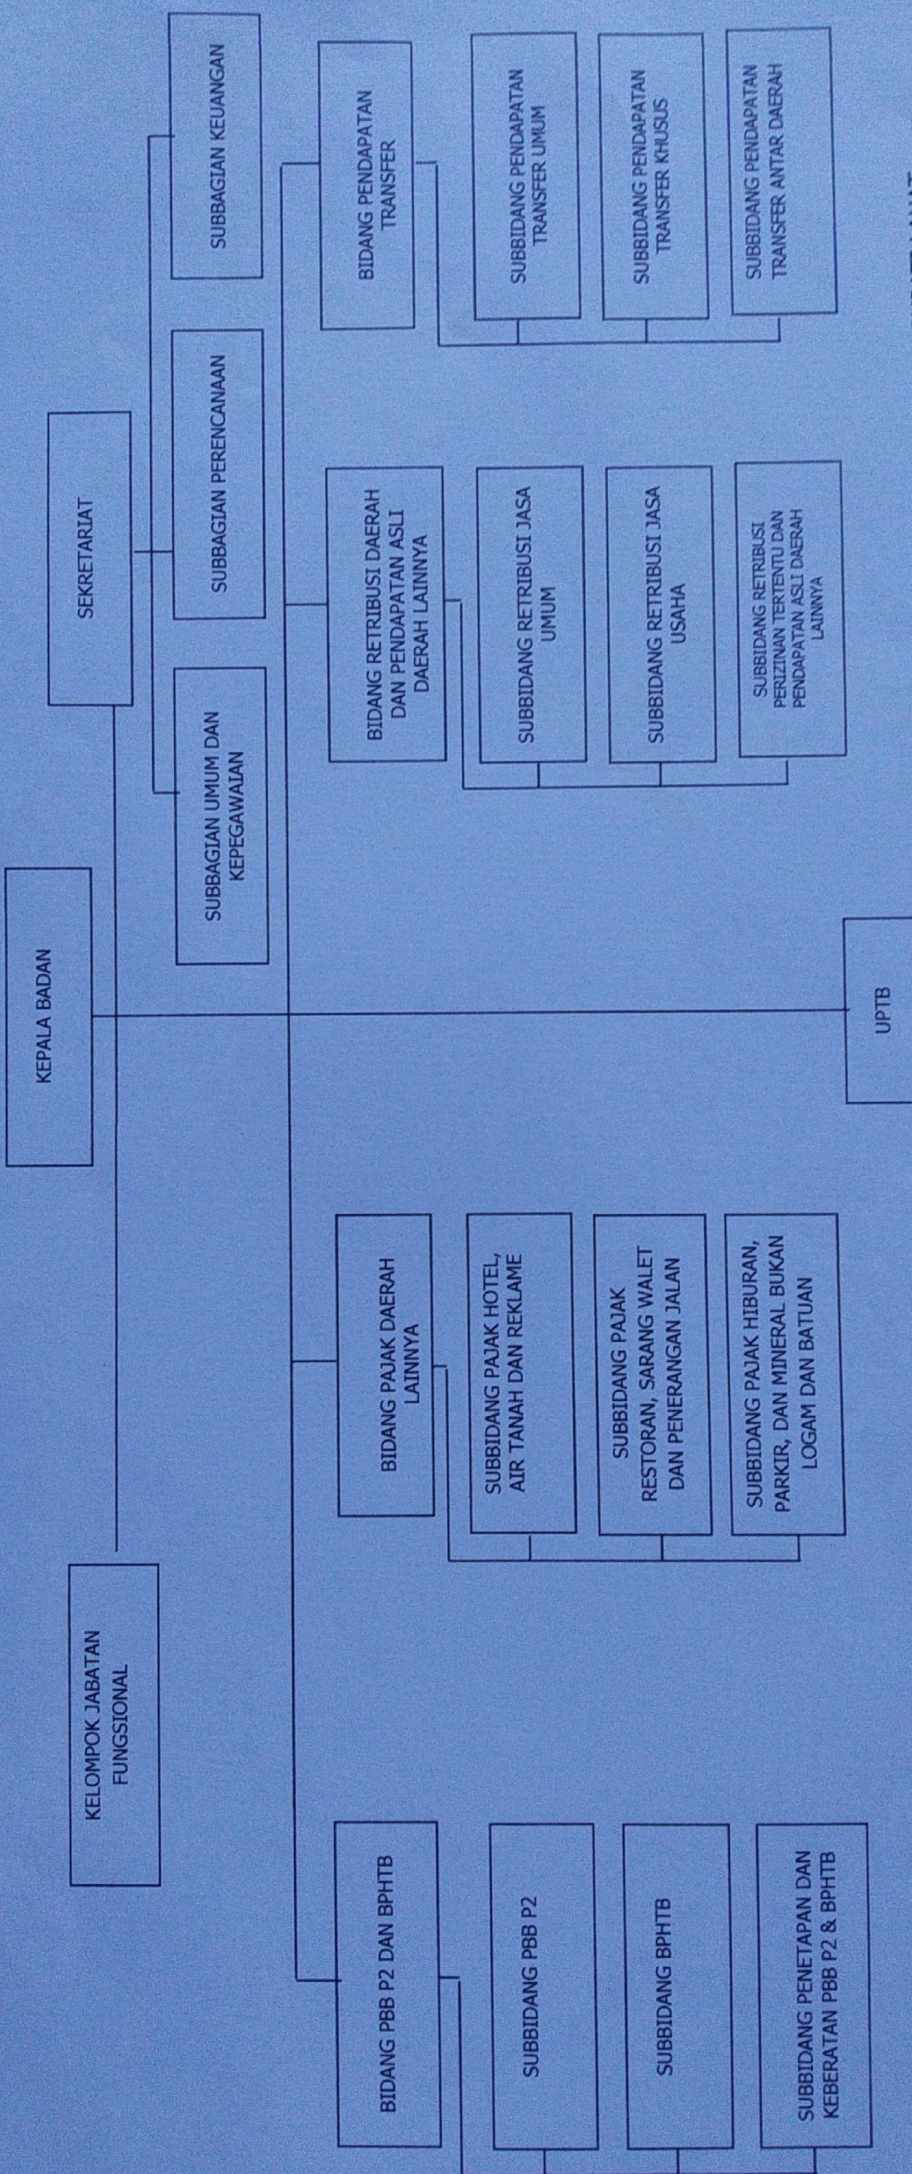 KEPALA BADAN
KELOMPOK JABATAN
FUNGSIONAL
SEKRETARIAT
SUBBAGIAN UMUM DAN
KEPEGAWAIAN
SUBBAGIAN PERENCANAAN
SUBBAGIAN KEUANGAN
BIDANG PBB P2 DAN BPHTB
SUBBIDANG PBB P2
SUBBIDANG BPHTB
SUBBIDANG PENETAPAN DAN
KEBERATAN PBB P2 & BPHTB
BIDANG PAJAK DAERAH
LAINNYA
SUBBIDANG PAJAK HOTEL,
AIR TANAH DAN REKLAME
SUBBIDANG PAJAK
RESTORAN, SARANG WALET
DAN PENERANGAN JALAN
SUBBIDANG PAJAK HIBURAN,
PARKIR, DAN MINERAL BUKAN
LOGAM DAN BATUAN
BIDANG RETRIBUSI DAERAH
DAN PENDAPATAN ASLI
DAERAH LAINNYA
SUBBIDANG RETRIBUSI JASA
UMUM
SUBBIDANG RETRIBUSI JASA
USAHA
SUBBIDANG RETRIBUSI
PERIZINAN TERTENTU DAN
PENDAPATAN ASLI DAERAH
LAINNYA
BIDANG PENDAPATAN
TRANSFER
SUBBIDANG PENDAPATAN
TRANSFER UMUM
SUBBIDANG PENDAPATAN
TRANSFER KHUSUS
SUBBIDANG PENDAPATAN
TRANSFER ANTAR DAERAH
UPTB